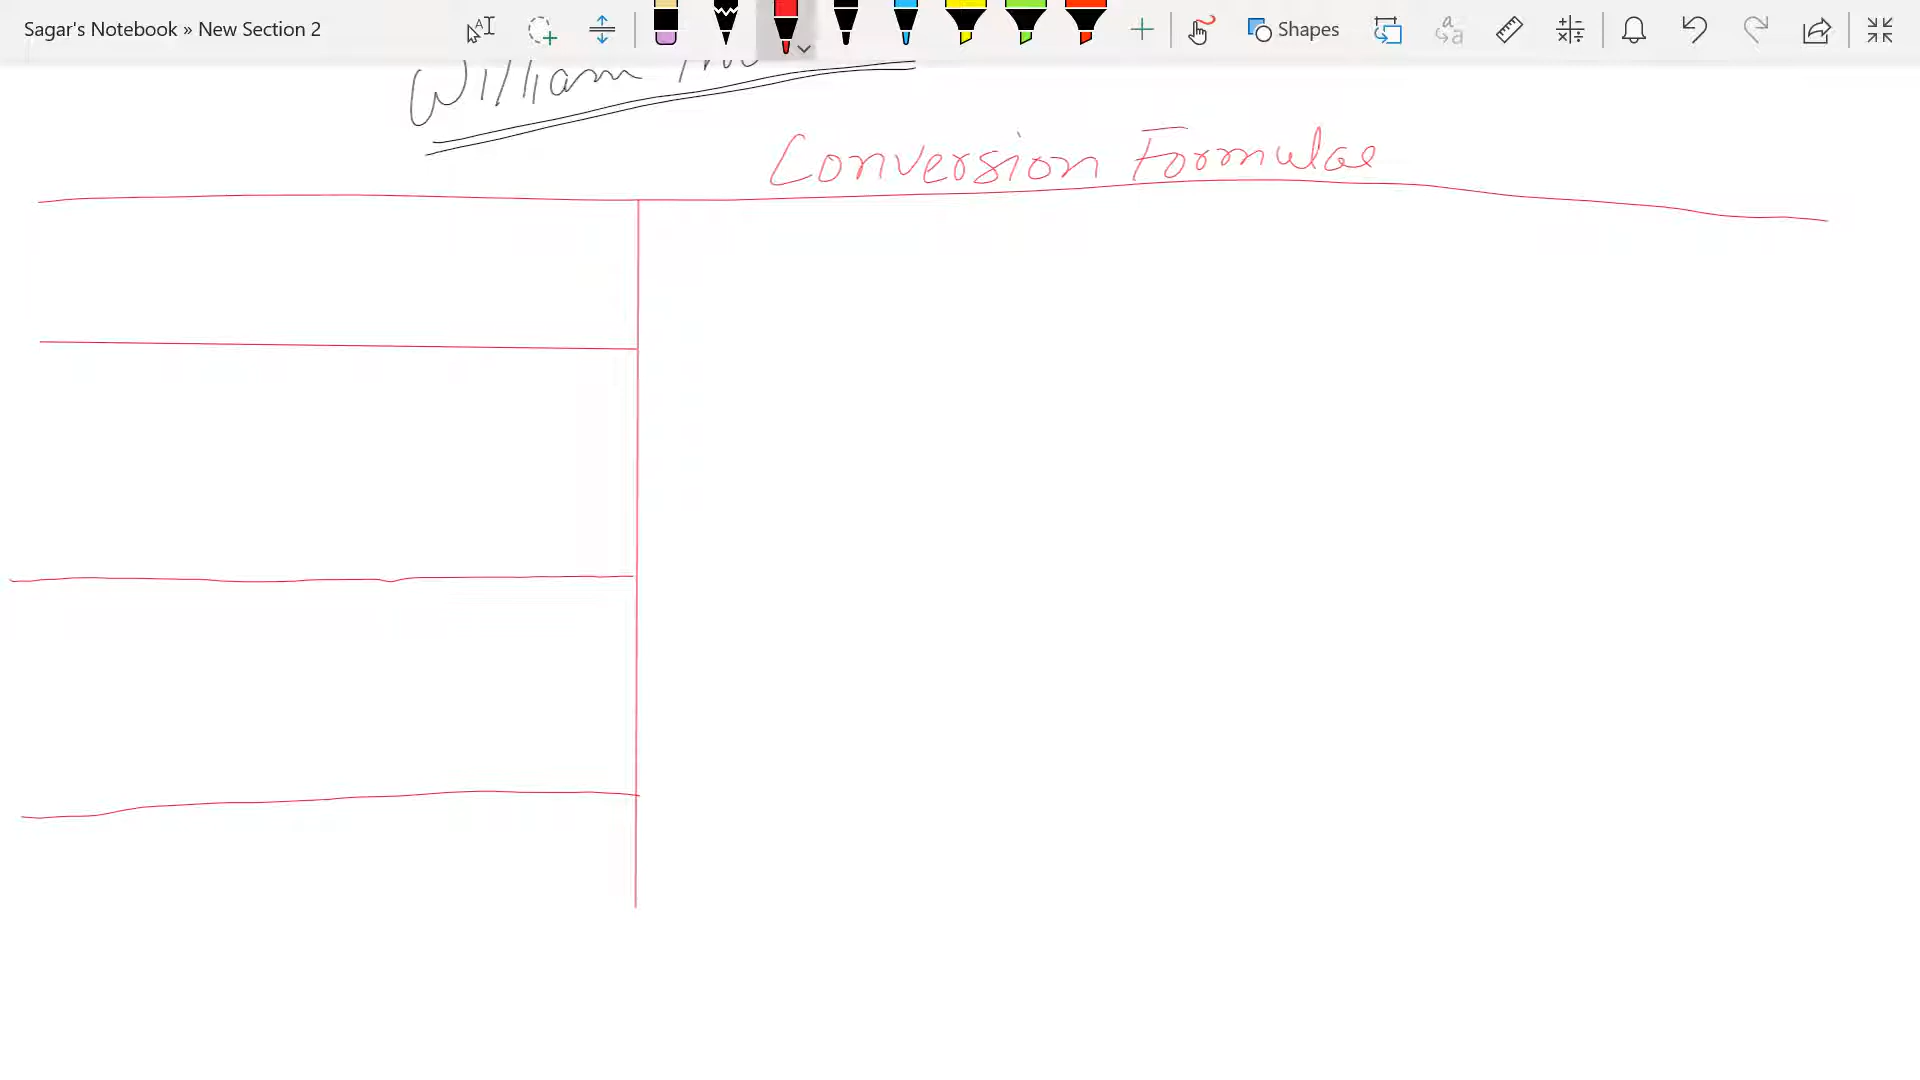 Sagar's Notebook » New Section 2
Shapes
William
Conversion Formulae